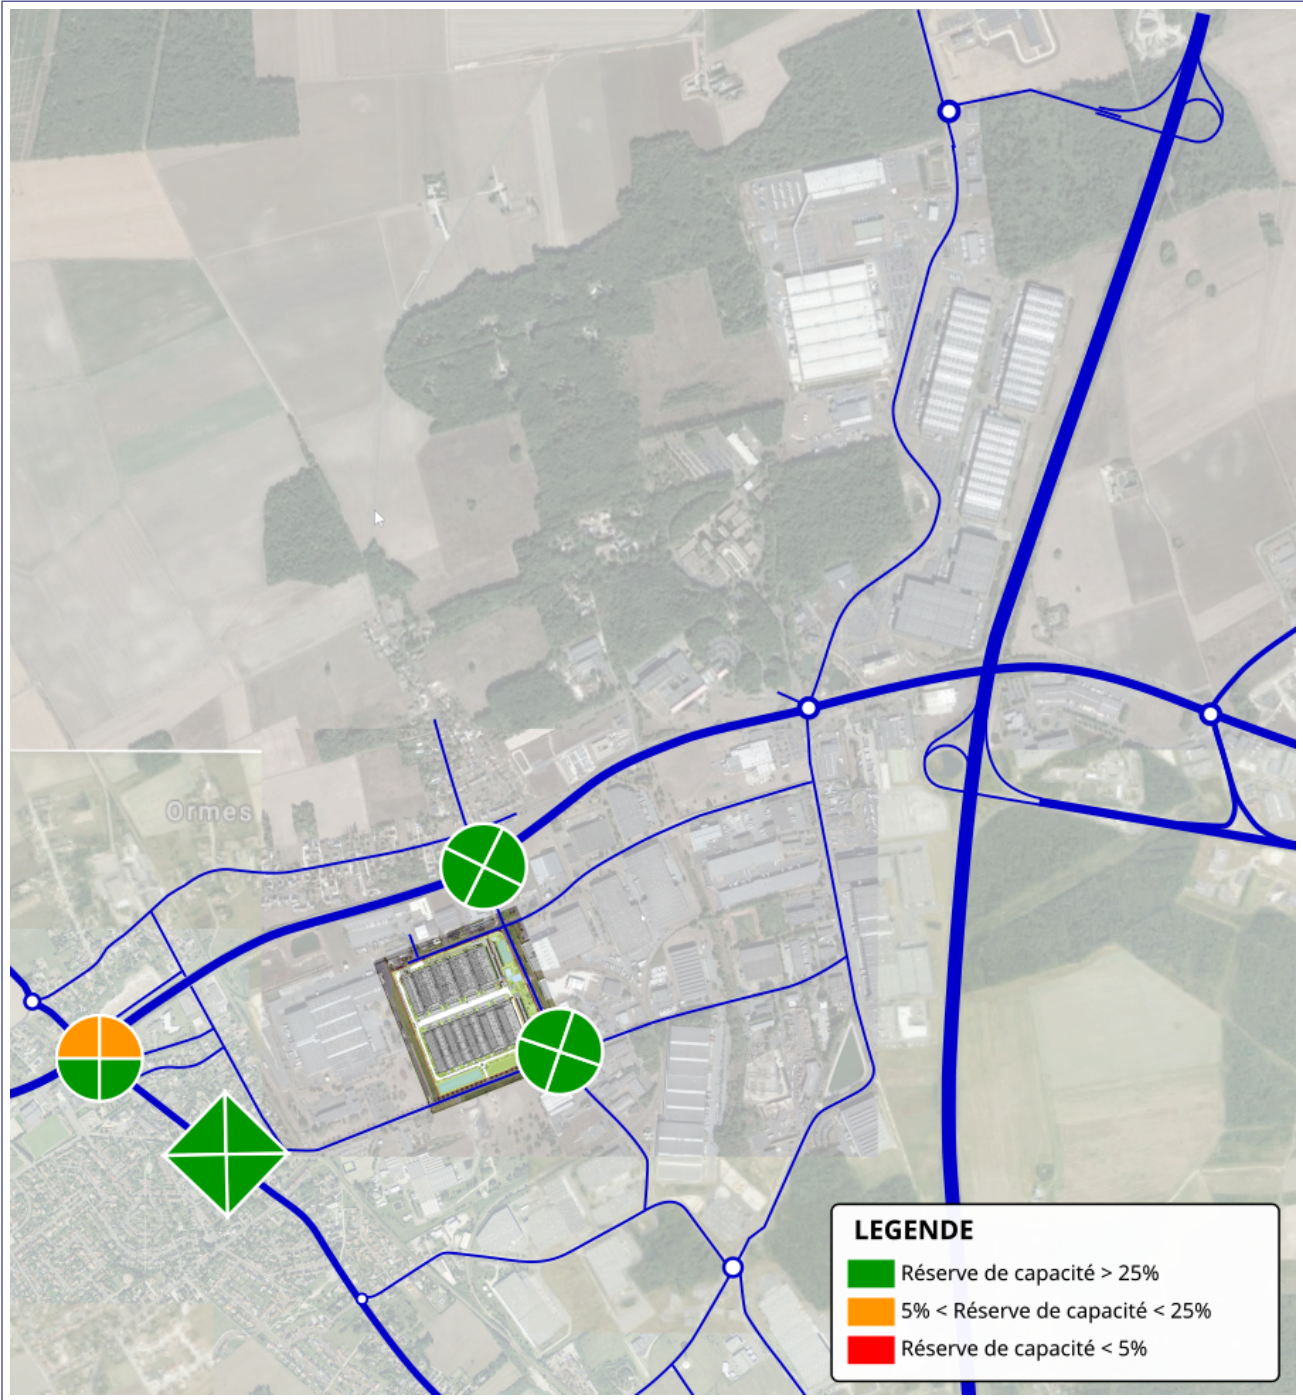 Ormes
LEGENDE
Réserve de capacité > 25%
5% < Réserve de capacité < 25%
Réserve de capacité < 5%